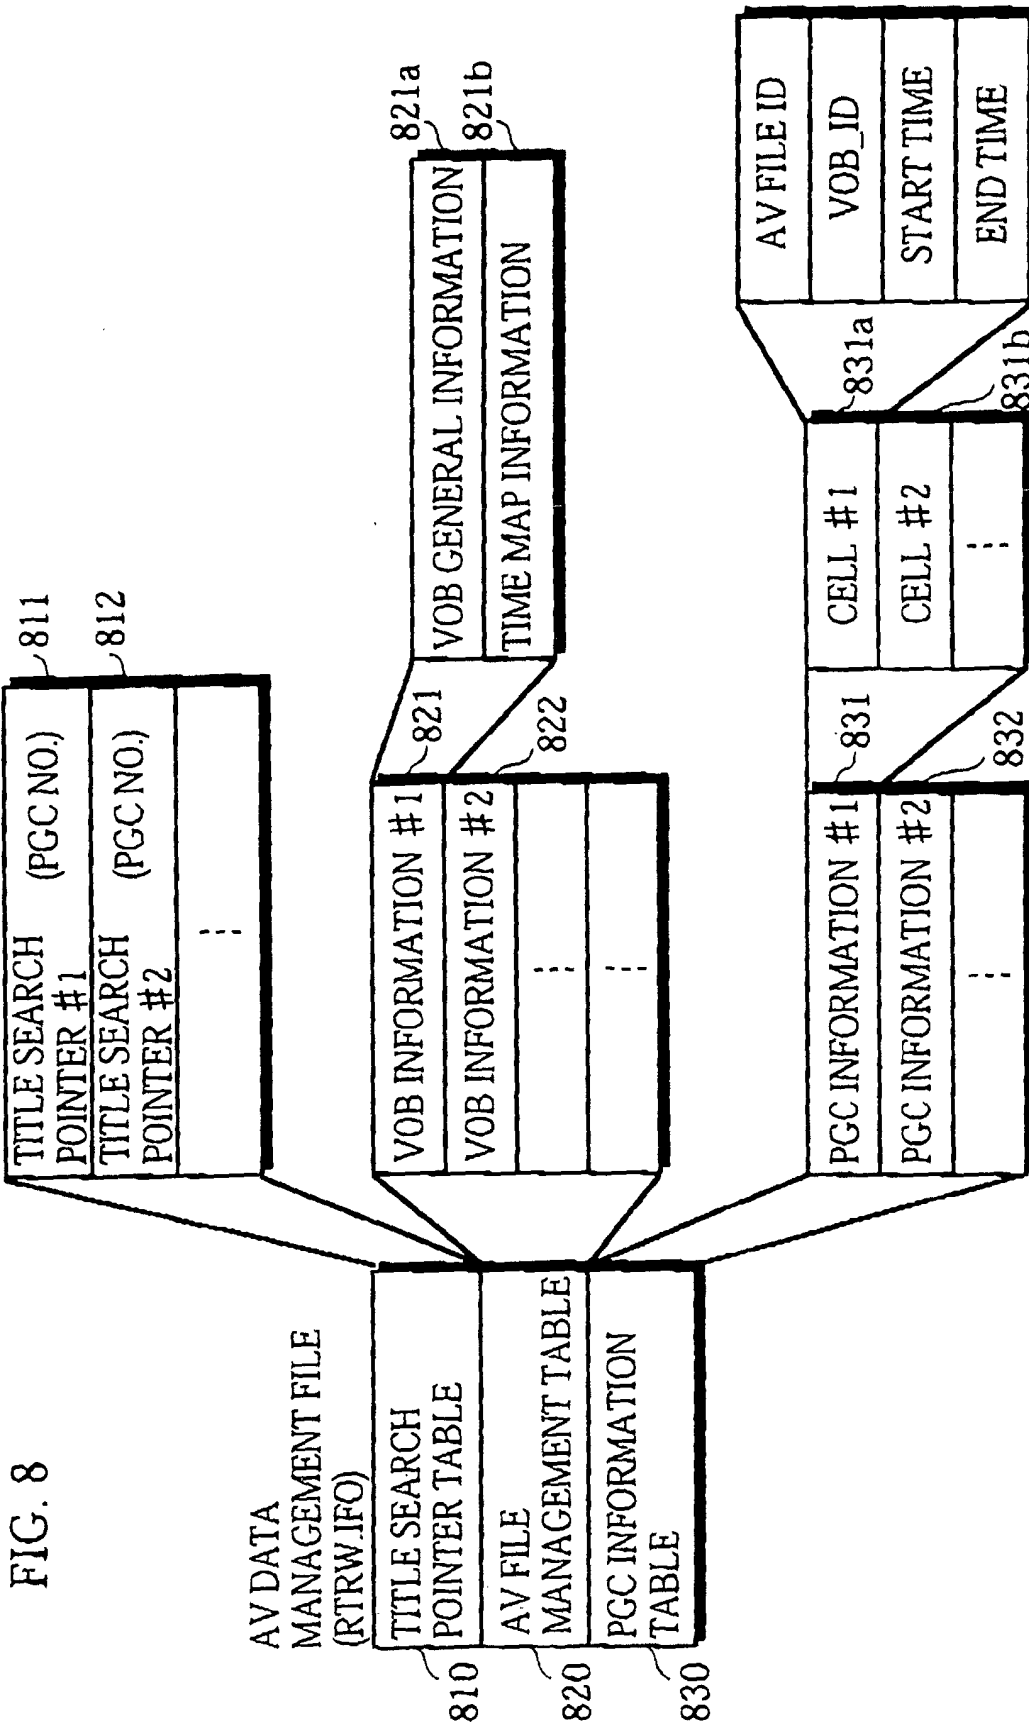 FIG. 8
AV DATA
MANAGEMENT FILE
(RTRW.IFO)
TITLE SEARCH
POINTER TABLE
810
AV FILE
MANAGEMENT TABLE
820
PGC INFORMATION
TABLE
830
TITLE SEARCH
POINTER #1
(PGC NO.)
811
TITLE SEARCH
POINTER #2
(PGC NO.)
812
VOB INFORMATION #1
821
VOB INFORMATION #2
822
VOB GENERAL INFORMATION
821a
TIME MAP INFORMATION
821b
PGC INFORMATION #1
831
PGC INFORMATION #2
832
CELL #1
831a
CELL #2
831b
AV FILE ID
VOB_ID
START TIME
END TIME